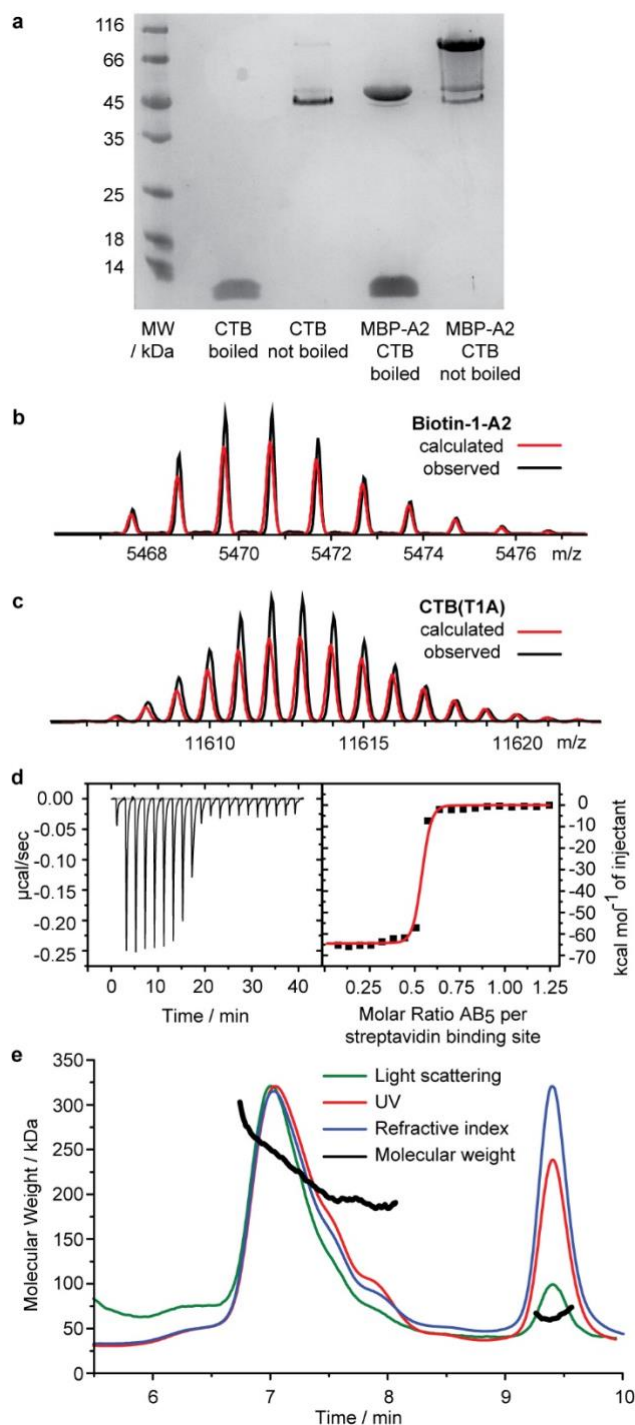 a
116
66
45
35
25
18
14
MW CTB CTB MBP-A2 MBP-A2
/ kDa boiled not boiled CTB CTB
boiled not boiled
b
Biotin-1-A2
calculated
observed
5468 5470 5472 5474 5476 m/z
c
CTB(T1A)
calculated
observed
11610 11615 11620 m/z
d
0.00
-0.05
-0.10
-0.15
-0.20
-0.25
µcal/sec
0 10 20 30 40
Time / min
0
-10
-20
-30
-40
-50
-60
-70
kcal mol⁻¹ of injectant
0.25 0.5 0.75 1.00 1.25
Molar Ratio AB₅ per
streptavidin binding site
e
350
300
250
200
150
100
50
0
Molecular Weight / kDa
Light scattering
UV
Refractive index
Molecular weight
6 7 8 9 10
Time / min